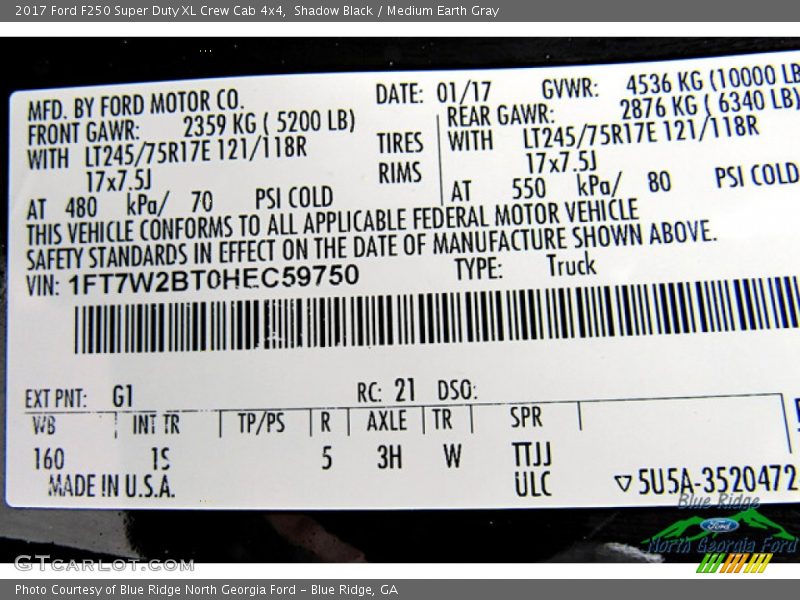 2017 Ford F250 Super Duty XL Crew Cab 4x4,  Shadow Black / Medium Earth Gray
MFD. BY FORD MOTOR CO. DATE: 01/17 GVWR: 4536 KG (10000 LB
FRONT GAWR: 2359 KG ( 5200 LB) REAR GAWR: 2876 KG ( 6340 LB)
WITH LT245/75R17E 121/118R TIRES WITH LT245/75R17E 121/118R
17x7.5J RIMS 17x7.5J
AT 480 kPa/ 70 PSI COLD AT 550 kPa/ 80 PSI COLD
THIS VEHICLE CONFORMS TO ALL APPLICABLE FEDERAL MOTOR VEHICLE
SAFETY STANDARDS IN EFFECT ON THE DATE OF MANUFACTURE SHOWN ABOVE.
VIN: 1FT7W2BT0HEC59750 TYPE: Truck
EXT PNT: G1 RC: 21 DSO:
WB INT TR TP/PS R AXLE TR SPR
160 1S 5 3H W TTJJ
MADE IN U.S.A. ULC ▽5U5A-3520472
Blue Ridge
Ford
North Georgia Ford
GTcarlot.com
Photo Courtesy of Blue Ridge North Georgia Ford – Blue Ridge, GA